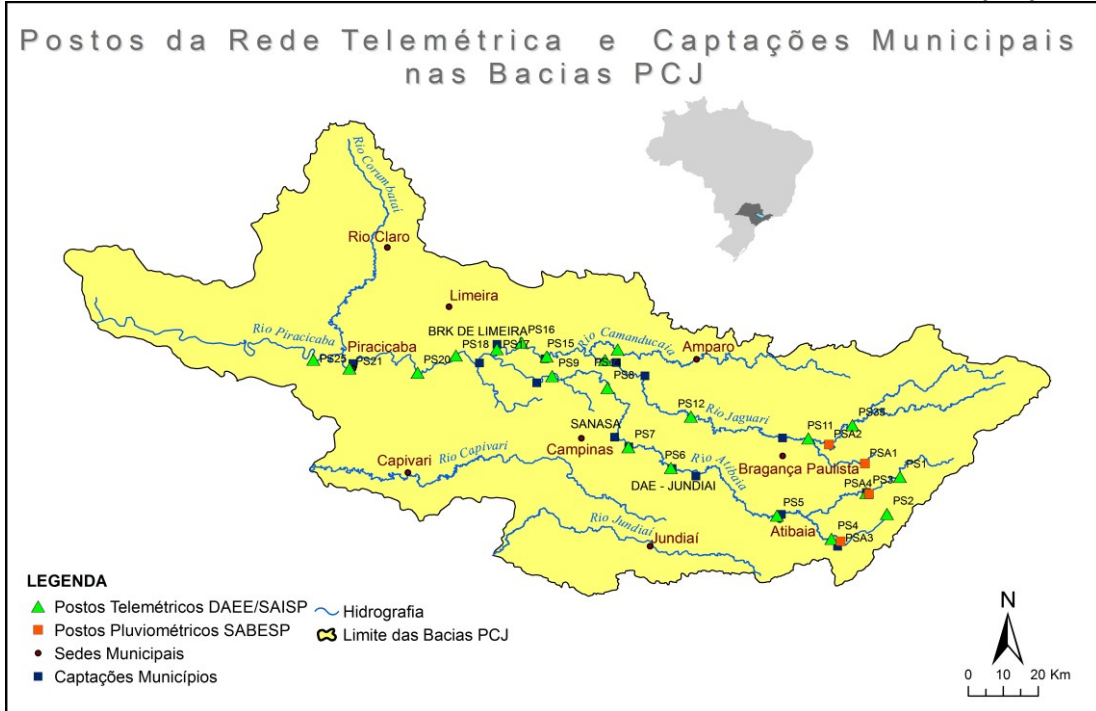 Postos da Rede Telemétrica e Captações Municipais
nas Bacias PCJ
Rio Corumbataí
Rio Claro
Limeira
Rio Piracicaba
Piracicaba
BRK DE LIMEIRA
PS16
PS18
PS17
PS15
Rio Camanducaia
Amparo
PS25
PS21
PS20
PS9
PS8
PS12
Rio Jaguari
PS11
PSA2
SANASA
Campinas
PS7
PS6
Rio Atibaia
DAE - JUNDIAI
Bragança Paulista
PSA1
PS1
PSA4
PS3
PS2
Capivari
Rio Capivari
PS5
Atibaia
PS4
PSA3
Rio Jundiaí
Jundiaí
LEGENDA
Postos Telemétricos DAEE/SAISP
Hidrografia
Postos Pluviométricos SABESP
Limite das Bacias PCJ
Sedes Municipais
Captações Municípios
N
0 10 20 Km